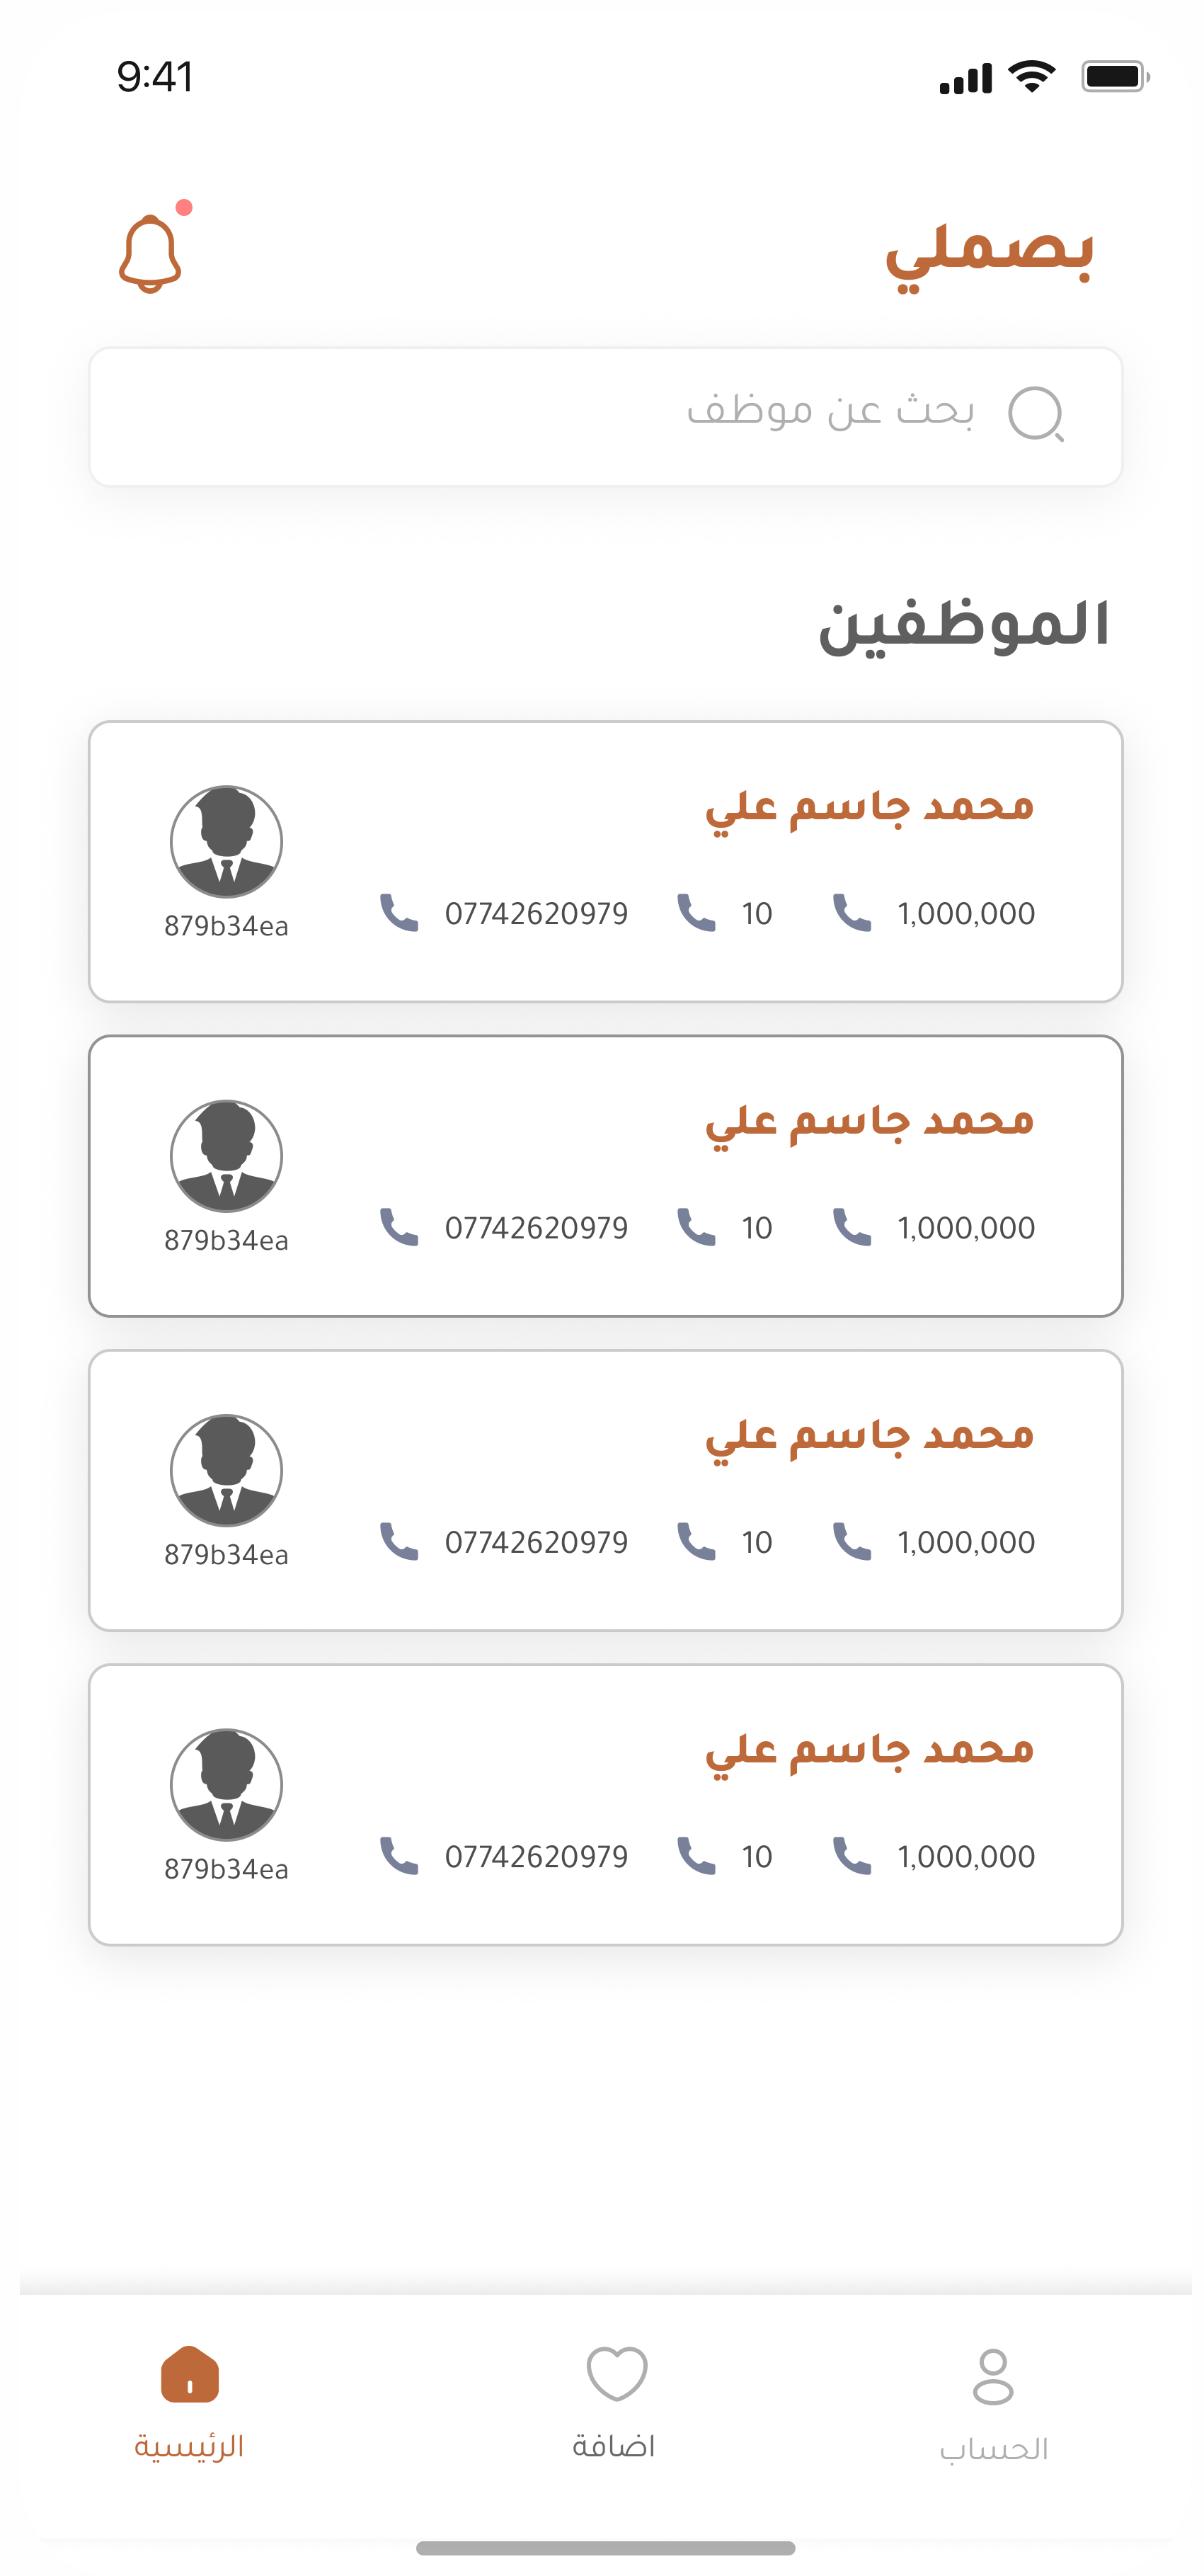 9:41
بصملي
بحث عن موظف
الموظفين
محمد جاسم علي
1,000,000 10 07742620979
879b34ea
محمد جاسم علي
1,000,000 10 07742620979
879b34ea
محمد جاسم علي
1,000,000 10 07742620979
879b34ea
محمد جاسم علي
1,000,000 10 07742620979
879b34ea
الحساب اضافة الرئيسية